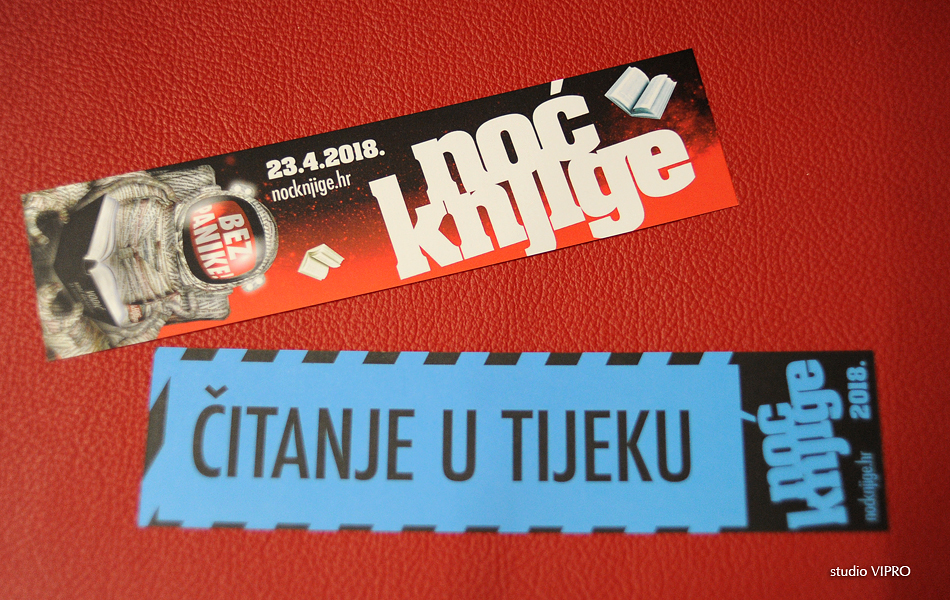 23.4.2018.
nocknjige.hr
noć
knjige
BEZ
PANIKE!
ČITANJE U TIJEKU
noć
knjige
2018.
nocknjige.hr
studio VIPRO